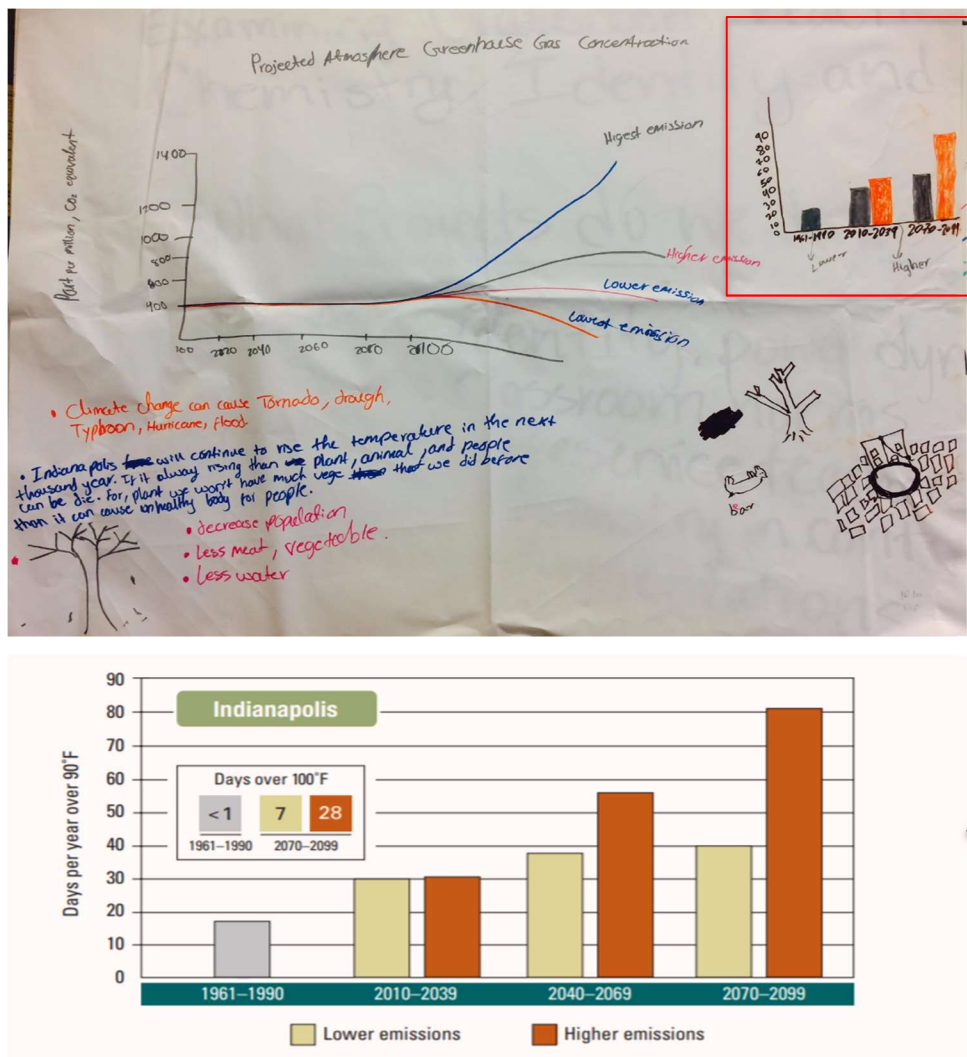 Projected Atmosphere Greenhouse Gas Concentraction
Part per million, CO₂ equivalent
1400
1200
1000
800
600
400
2020
2040
2060
2080
2100
Higest emission
Higher emission
Lower emission
Lowest emission
90
80
70
60
50
40
30
20
0
1961-1990
2010-2039
2070-2099
Lower
Higher
• Climate change can cause Tornado, drough,
Typhoon, Hurricane, flood.
• Indianapolis will continue to rise the temperature in the next
thousand year. If it alway rising than plant, animal, and people
can be die. For, plant we won't have much vege that we did before
than it can cause unhealthy body for people.
• decrease population
• Less meat, vegeteable.
• Less water
bear
Indianapolis
Days per year over 90°F
90
80
70
60
50
40
30
20
10
0
Days over 100°F
<1 7 28
1961–1990 2070–2099
1961–1990 2010–2039 2040–2069 2070–2099
Lower emissions Higher emissions